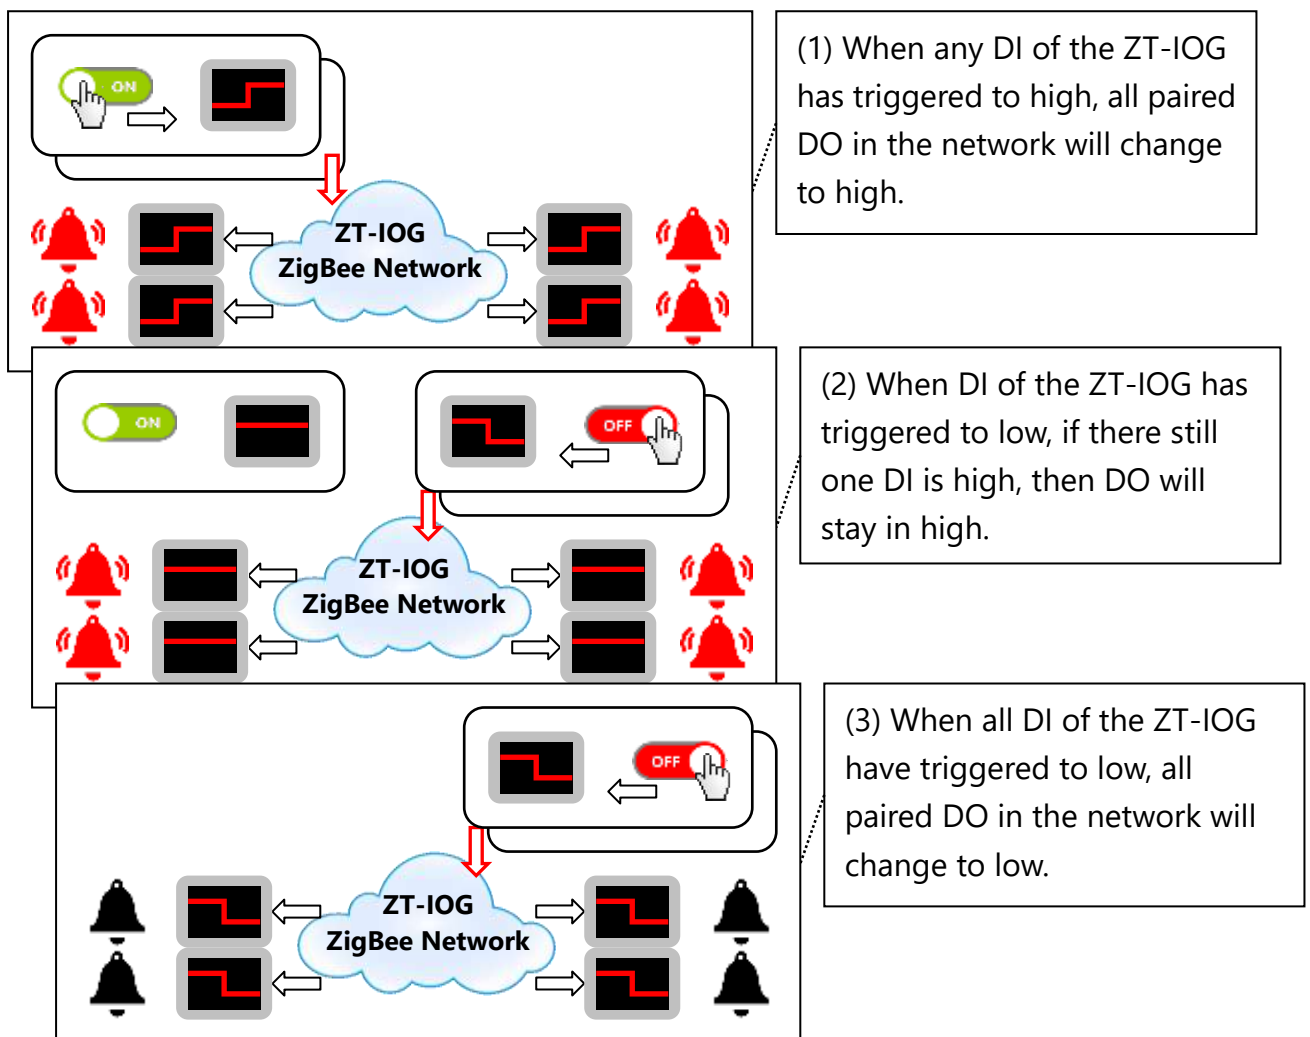 ON
(1) When any DI of the ZT-IOG
has triggered to high, all paired
DO in the network will change
to high.
ZT-IOG
ZigBee Network
ON
OFF
(2) When DI of the ZT-IOG has
triggered to low, if there still
one DI is high, then DO will
stay in high.
ZT-IOG
ZigBee Network
OFF
(3) When all DI of the ZT-IOG
have triggered to low, all
paired DO in the network will
change to low.
ZT-IOG
ZigBee Network